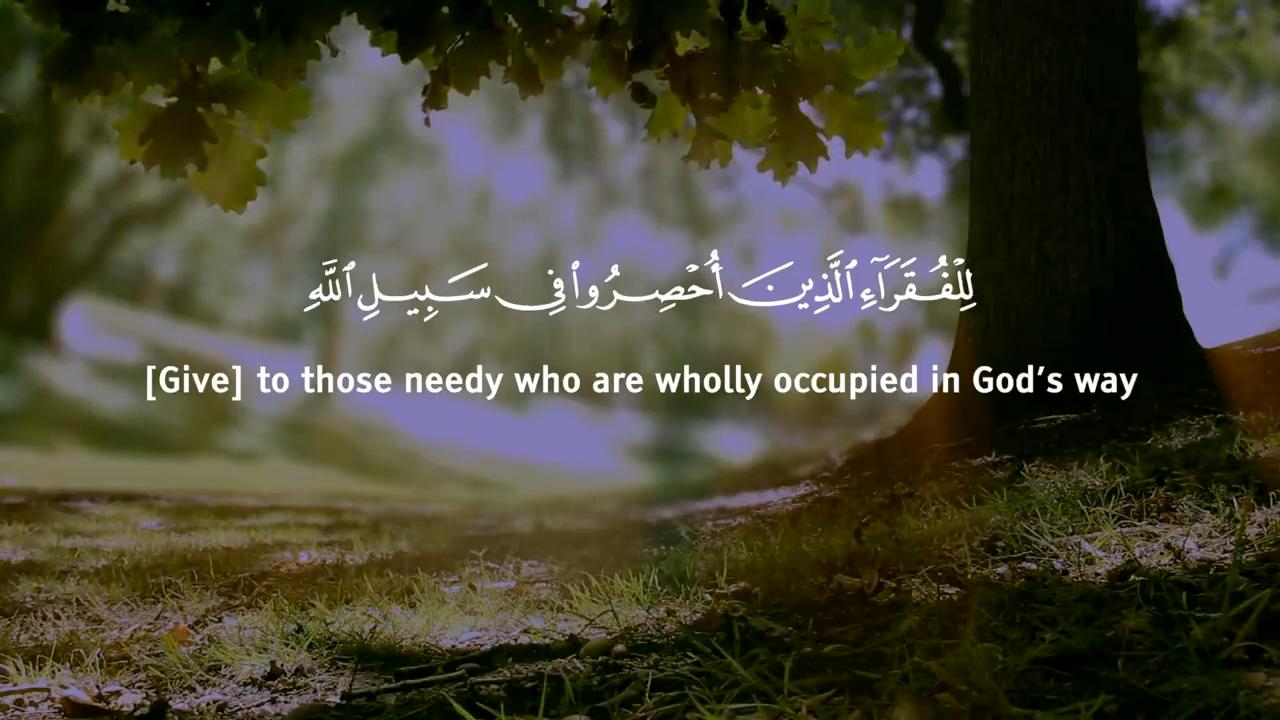 لِلْفُقَرَآءِ ٱلَّذِينَ أُحْصِرُوا۟ فِى سَبِيلِ ٱللَّهِ
[Give] to those needy who are wholly occupied in God’s way